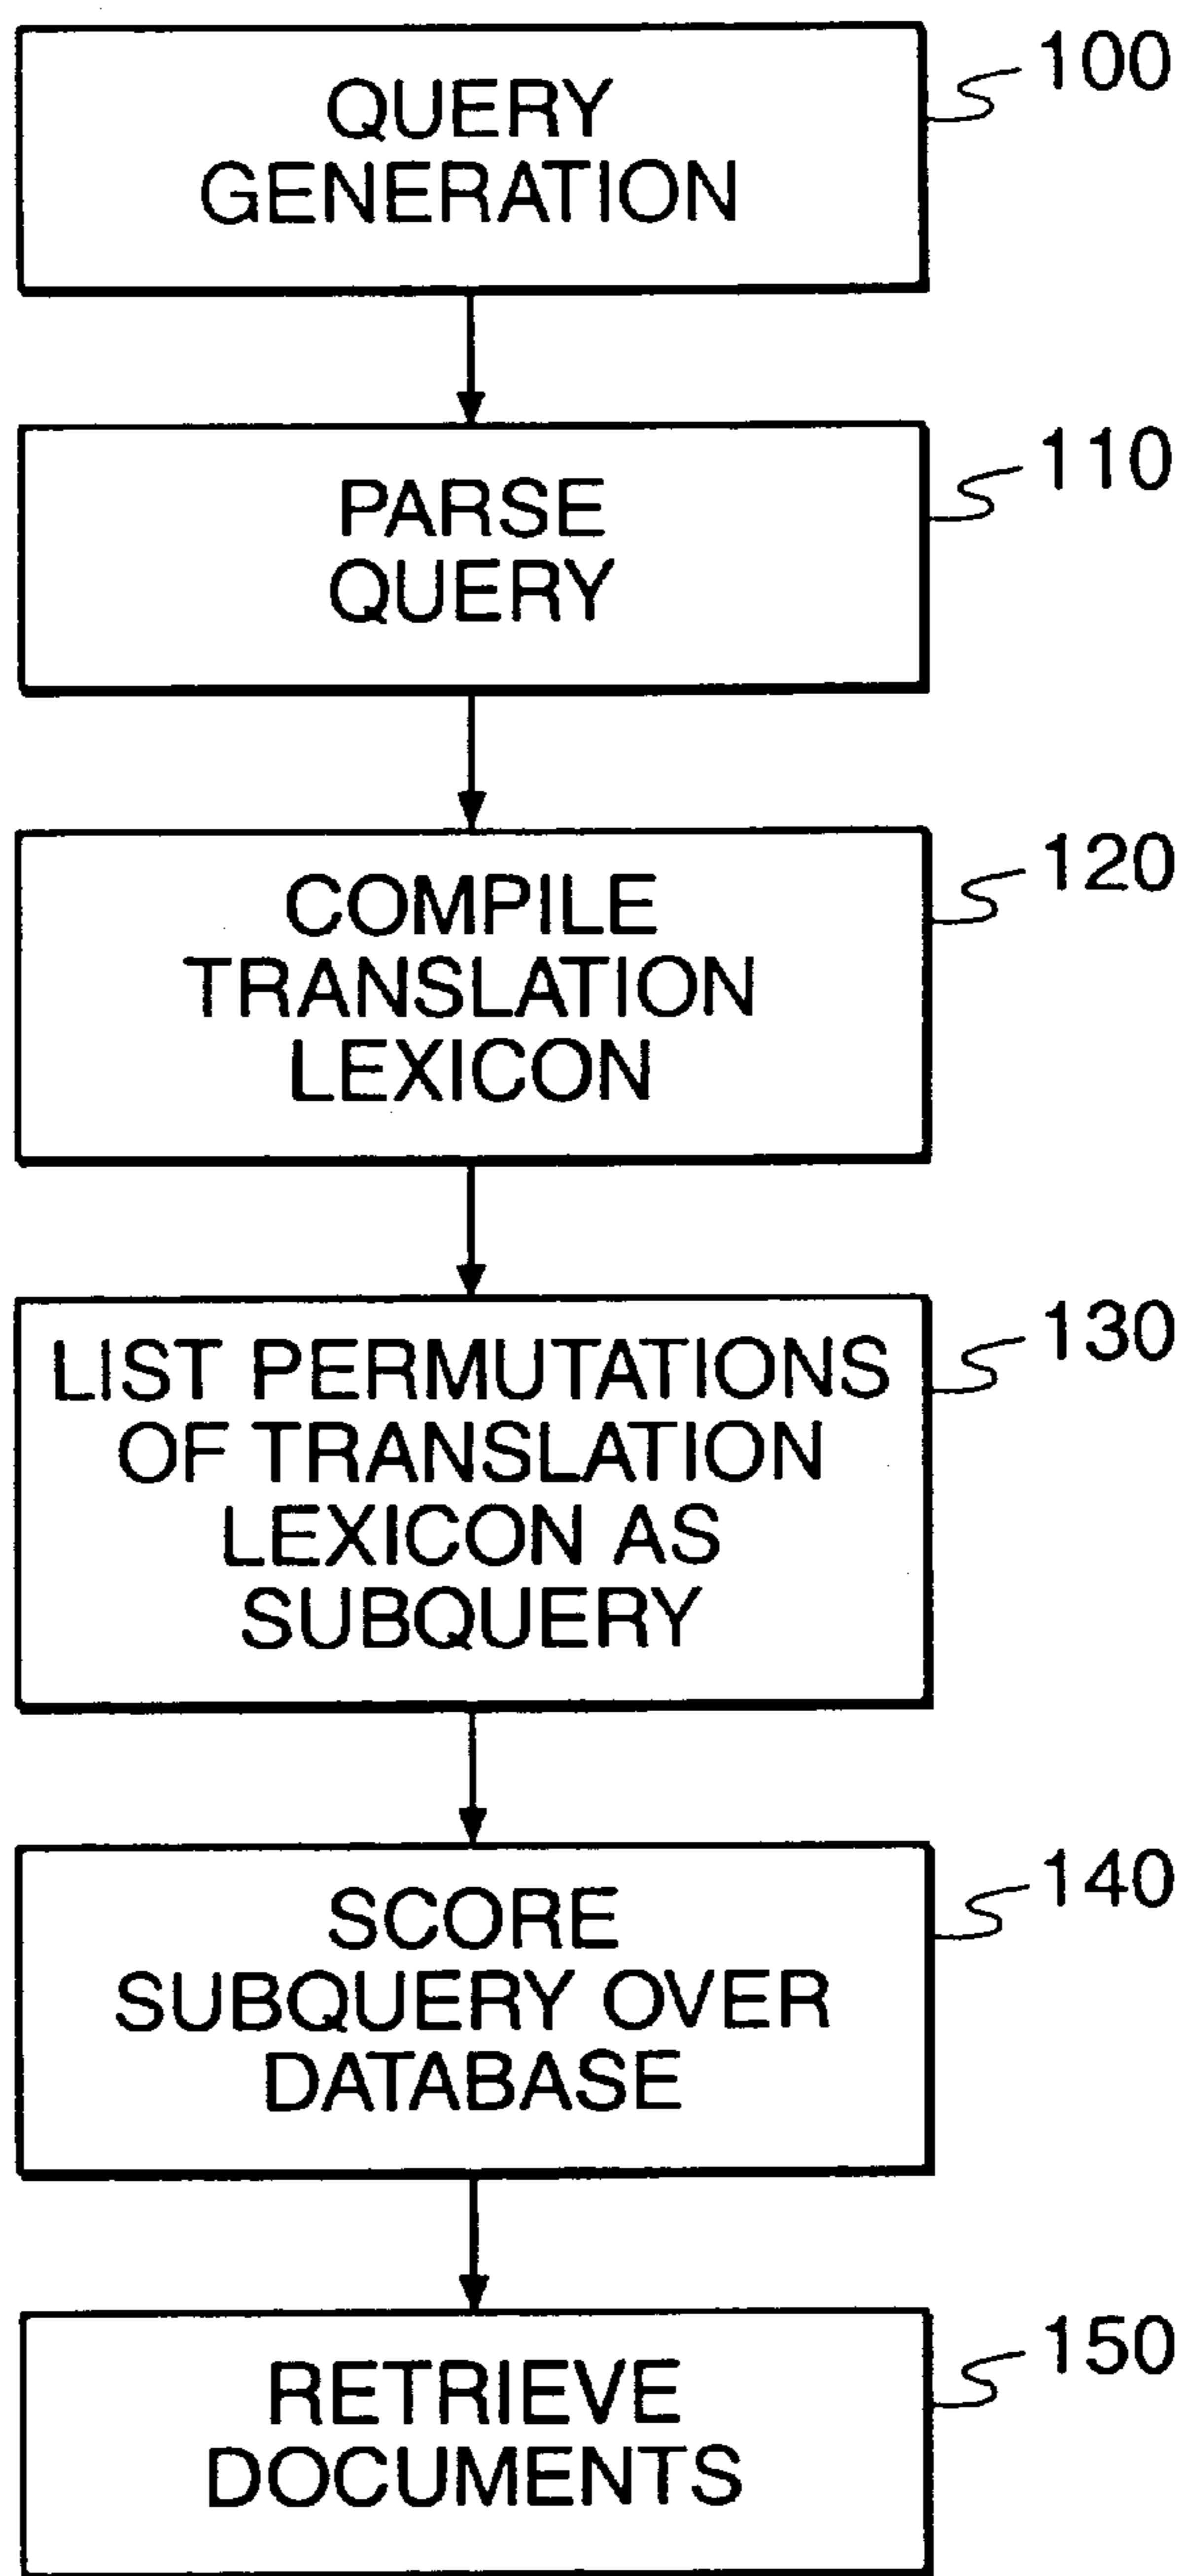 100
QUERY
GENERATION
110
PARSE
QUERY
120
COMPILE
TRANSLATION
LEXICON
130
LIST PERMUTATIONS
OF TRANSLATION
LEXICON AS
SUBQUERY
140
SCORE
SUBQUERY OVER
DATABASE
150
RETRIEVE
DOCUMENTS